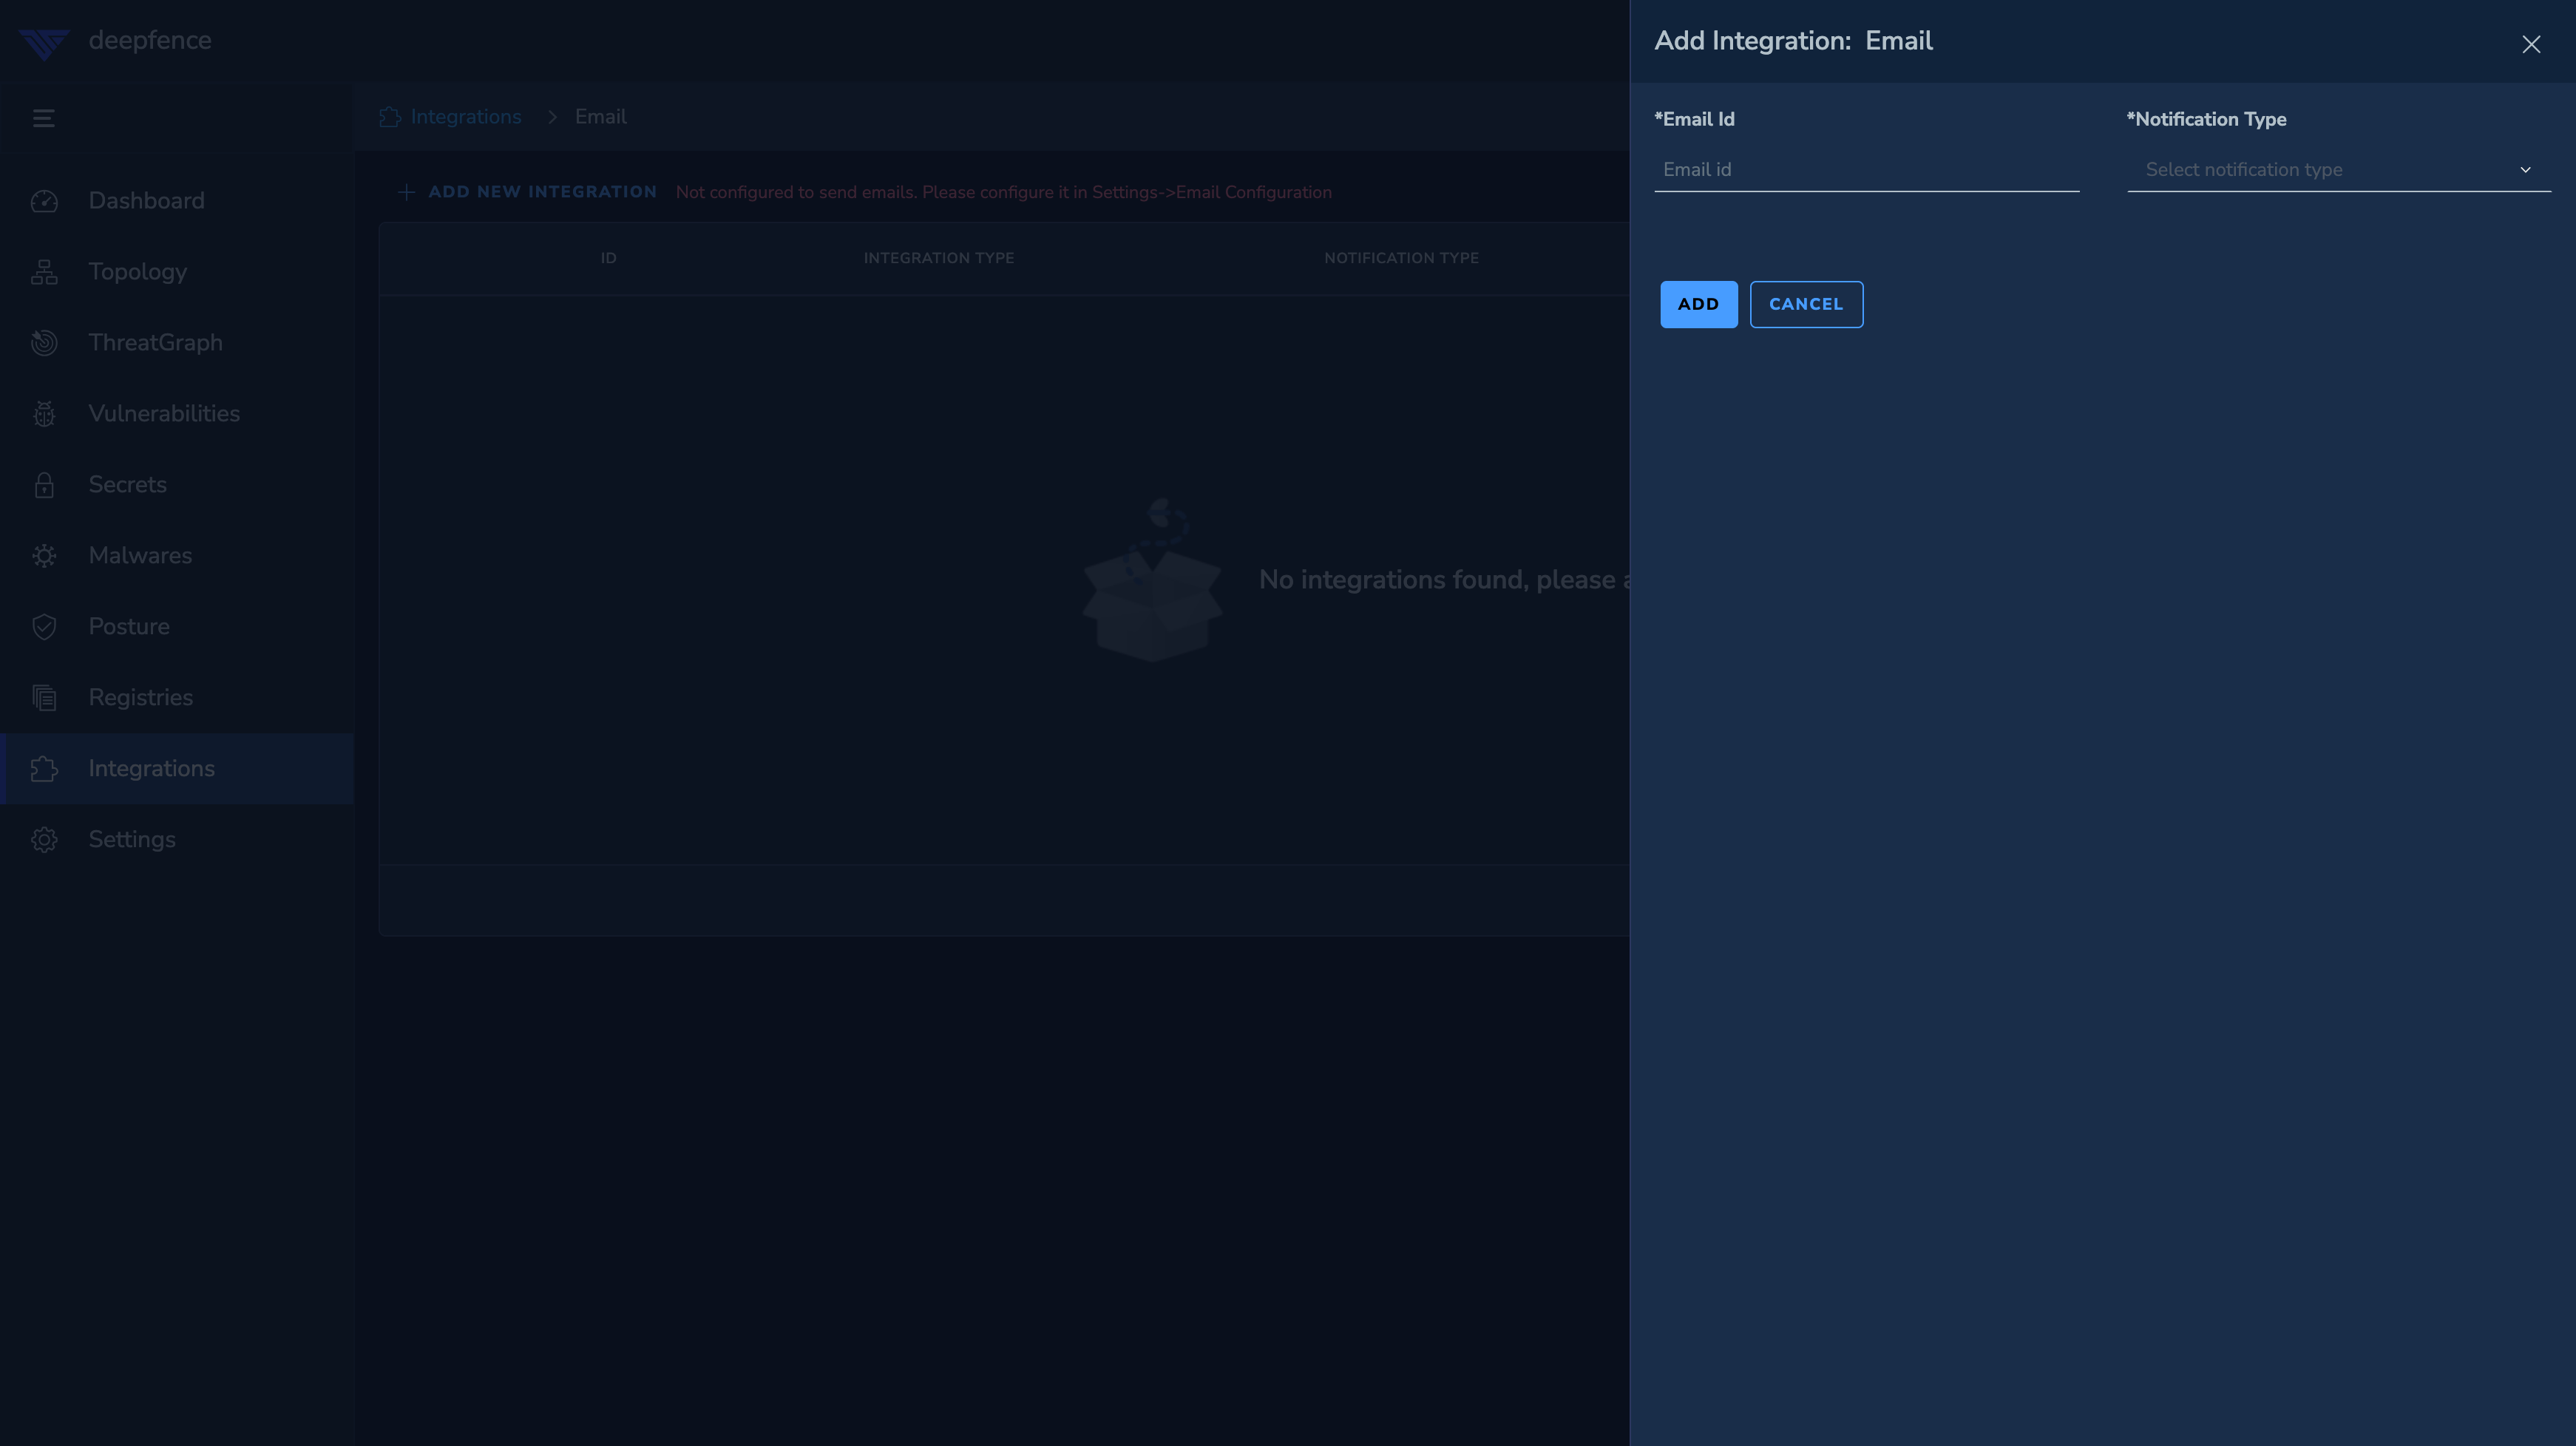 deepfence
Add Integration: Email
Integrations > Email
*Email Id
*Notification Type
Email id
Select notification type
ADD NEW INTEGRATION
Not configured to send emails. Please configure it in Settings->Email Configuration
ID
INTEGRATION TYPE
NOTIFICATION TYPE
ADD
CANCEL
No integrations found, please
Dashboard
Topology
ThreatGraph
Vulnerabilities
Secrets
Malwares
Posture
Registries
Integrations
Settings